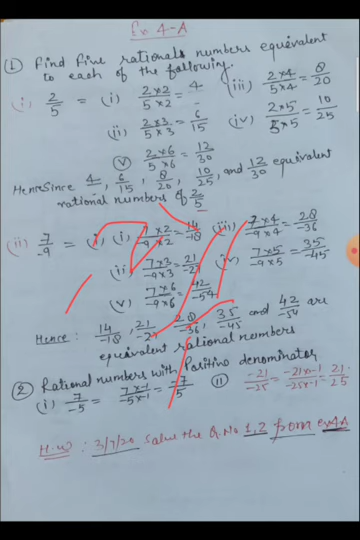 Ex 4-A
① Find five rationals numbers equivalent
to each of the following.
(i) 2/5 = (i) 2×2/5×2 = 4 (iii) 2×4/5×4 = 8/20
(ii) 2×3/5×3 = 6/15 (iv) 2×5/5×5 = 10/25
(v) 2×6/5×6 = 12/30
Hence Since 4/, 6/15, 8/20, 10/25, and 12/30 equivalent
rational numbers of 2/5
(ii) 7/-9 = (i) 7×2/-9×2 = 14/-18 (iii) 7×4/-9×4 = 28/-36
(ii) 7×3/-9×3 = 21/-27 (iv) 7×5/-9×5 = 35/-45
(v) 7×6/-9×6 = 42/-54
Hence: 14/-18, 21/-27 28/-36, 35/-45 and 42/-54 are
equivalent rational numbers
② Rational numbers with Positive denominator
(i) 7/-5 = 7×-1/-5×-1 = -7/5 (ii) -21/-25 = -21×-1/-25×-1 = 21/25
H.W: 3/7/20 Solve the Q.No 1,2 from ex4A